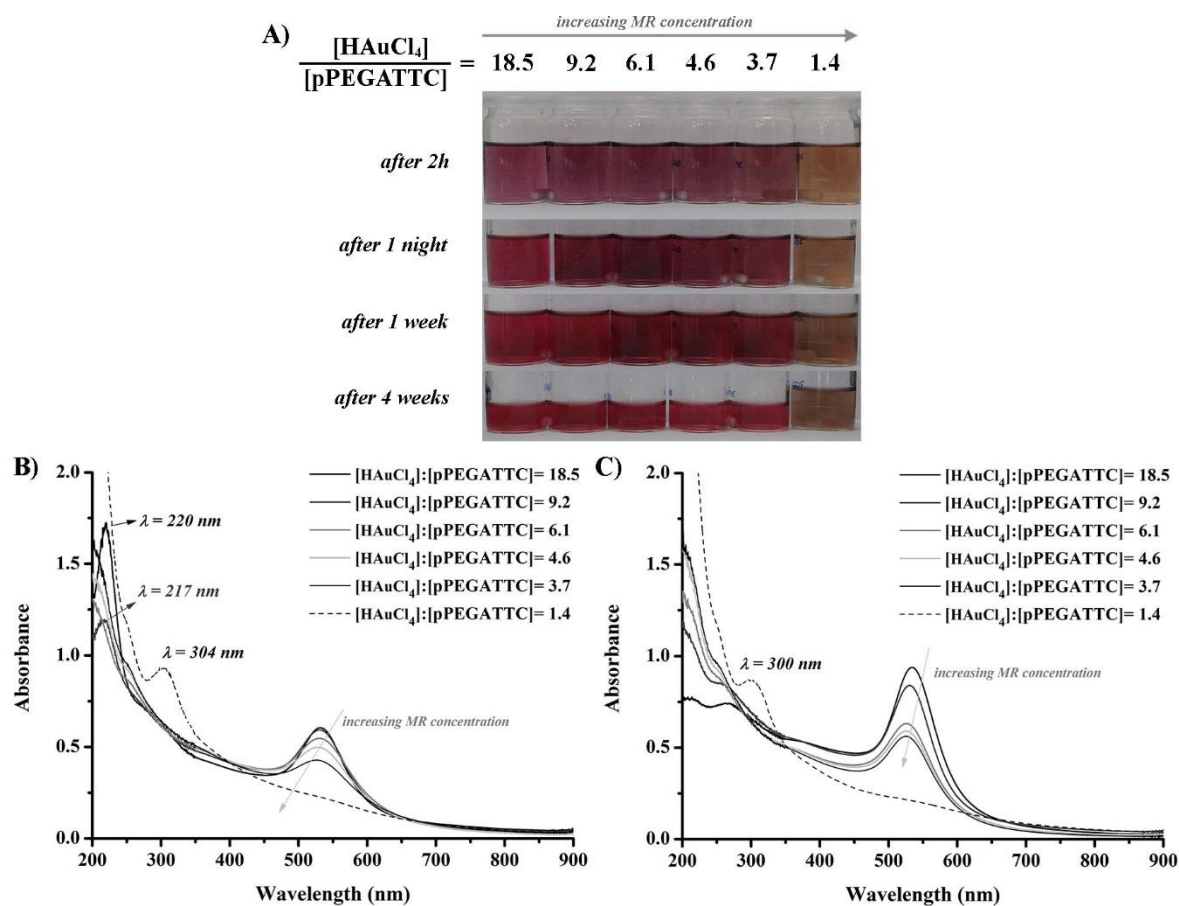 A)
increasing MR concentration
[HAuCl₄]
[pPEGATTC]
= 18.5 9.2 6.1 4.6 3.7 1.4
after 2h
after 1 night
after 1 week
after 4 weeks
B)
Absorbance
2.0
1.5
1.0
0.5
0.0
200 300 400 500 600 700 800 900
Wavelength (nm)
[HAuCl₄]:[pPEGATTC]= 18.5
[HAuCl₄]:[pPEGATTC]= 9.2
[HAuCl₄]:[pPEGATTC]= 6.1
[HAuCl₄]:[pPEGATTC]= 4.6
[HAuCl₄]:[pPEGATTC]= 3.7
[HAuCl₄]:[pPEGATTC]= 1.4
λ = 220 nm
λ = 217 nm
λ = 304 nm
increasing MR concentration
C)
Absorbance
2.0
1.5
1.0
0.5
0.0
200 300 400 500 600 700 800 900
Wavelength (nm)
[HAuCl₄]:[pPEGATTC]= 18.5
[HAuCl₄]:[pPEGATTC]= 9.2
[HAuCl₄]:[pPEGATTC]= 6.1
[HAuCl₄]:[pPEGATTC]= 4.6
[HAuCl₄]:[pPEGATTC]= 3.7
[HAuCl₄]:[pPEGATTC]= 1.4
λ = 300 nm
increasing MR concentration